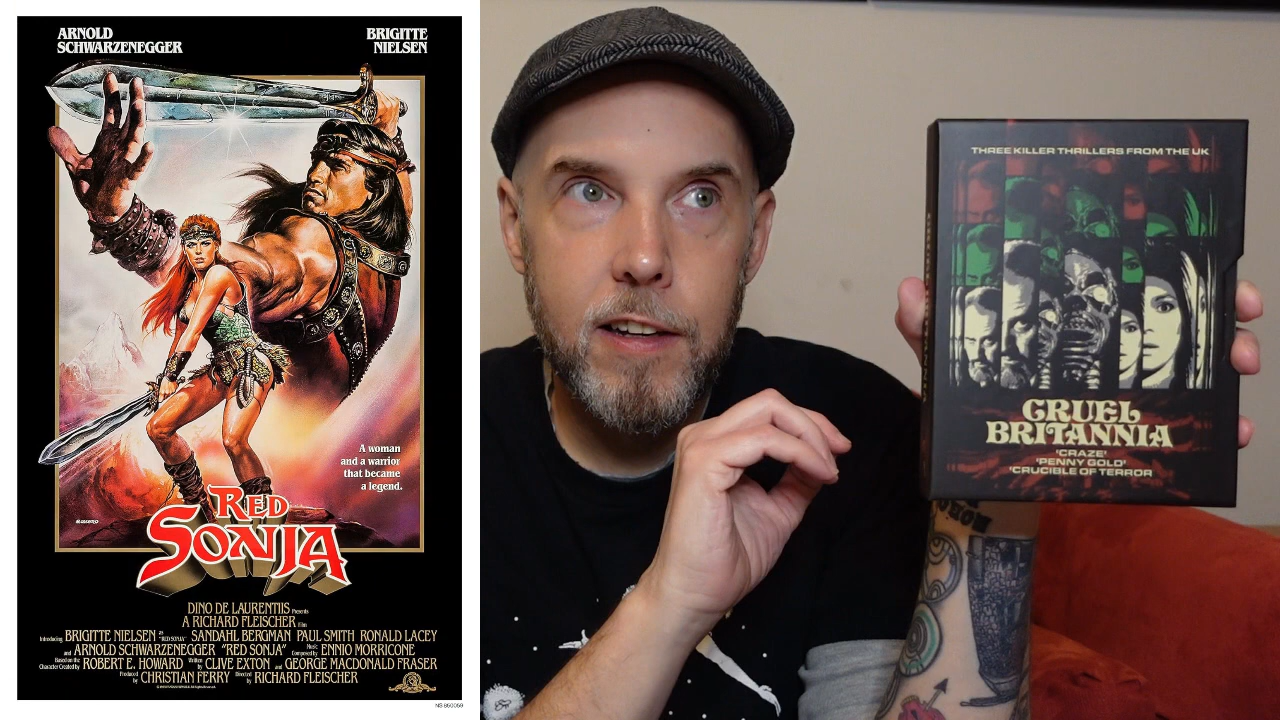 ARNOLD
SCHWARZENEGGER
BRIGITTE
NIELSEN
A woman
and a warrior
that became
a legend.
RED
SONJA
DINO DE LAURENTIIS Presents
A RICHARD FLEISCHER Film
Introducing BRIGITTE NIELSEN as "RED SONJA" SANDAHL BERGMAN PAUL SMITH RONALD LACEY
and ARNOLD SCHWARZENEGGER "RED SONJA" Music Composed by ENNIO MORRICONE
Based on the Character Created by ROBERT E. HOWARD Written by CLIVE EXTON and GEORGE MACDONALD FRASER
Produced by CHRISTIAN FERRY Directed by RICHARD FLEISCHER
NS 850059
THREE KILLER THRILLERS FROM THE UK
CRUEL
BRITANNIA
'CRAZE'
'PENNY GOLD'
'CRUCIBLE OF TERROR